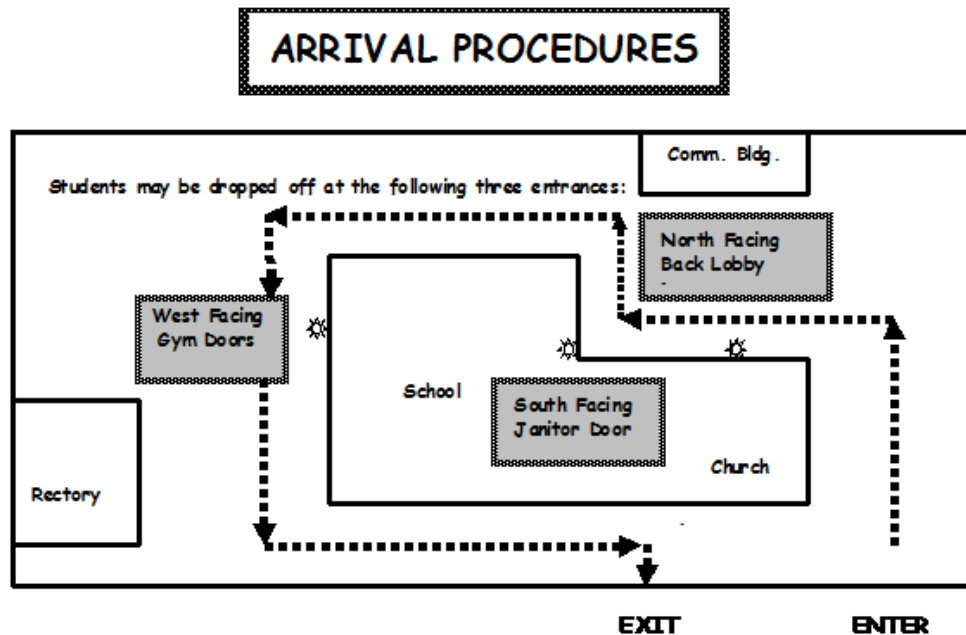 ARRIVAL PROCEDURES
Comm. Bldg.
Students may be dropped off at the following three entrances:
North Facing
Back Lobby
-
West Facing
Gym Doors
School
South Facing
Janitor Door
Church
Rectory
-
EXIT
ENTER